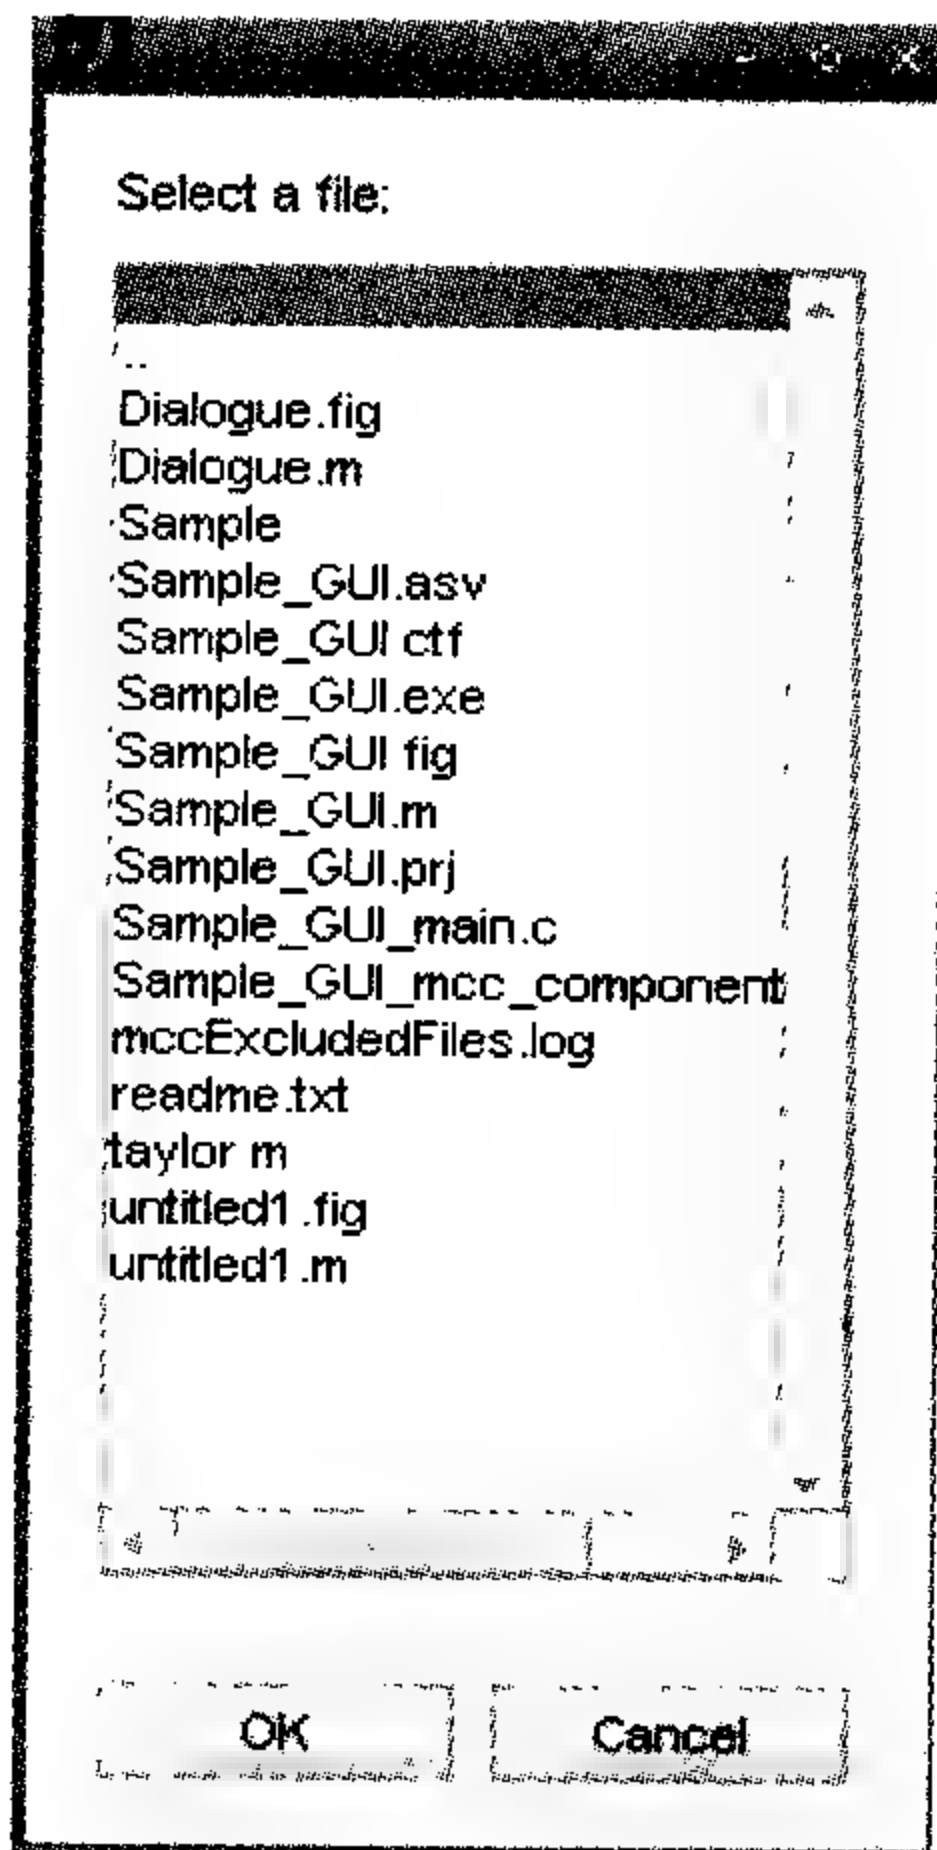 Select a file:
..
Dialogue.fig
Dialogue.m
Sample
Sample_GUI.asv
Sample_GUI ctf
Sample_GUI.exe
Sample_GUI fig
Sample_GUI.m
Sample_GUI.prj
Sample_GUI_main.c
Sample_GUI_mcc_component
mccExcludedFiles.log
readme.txt
taylor m
untitled1.fig
untitled1.m
OK Cancel